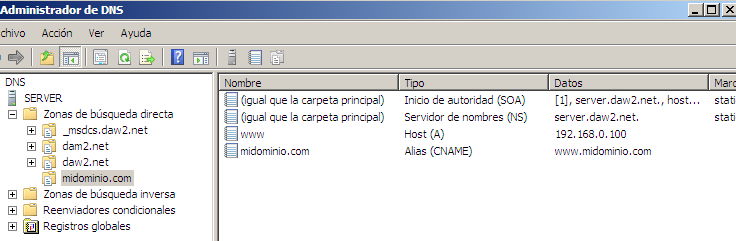 Administrador de DNS
rchivo Acción Ver Ayuda
DNS
SERVER
Zonas de búsqueda directa
_msdcs.daw2.net
dam2.net
daw2.net
midominio.com
Zonas de búsqueda inversa
Reenviadores condicionales
Registros globales
Nombre Tipo Datos Marc
(igual que la carpeta principal) Inicio de autoridad (SOA) [1], server.daw2.net., host... stati
(igual que la carpeta principal) Servidor de nombres (NS) server.daw2.net. stati
www Host (A) 192.168.0.100
midominio.com Alias (CNAME) www.midominio.com